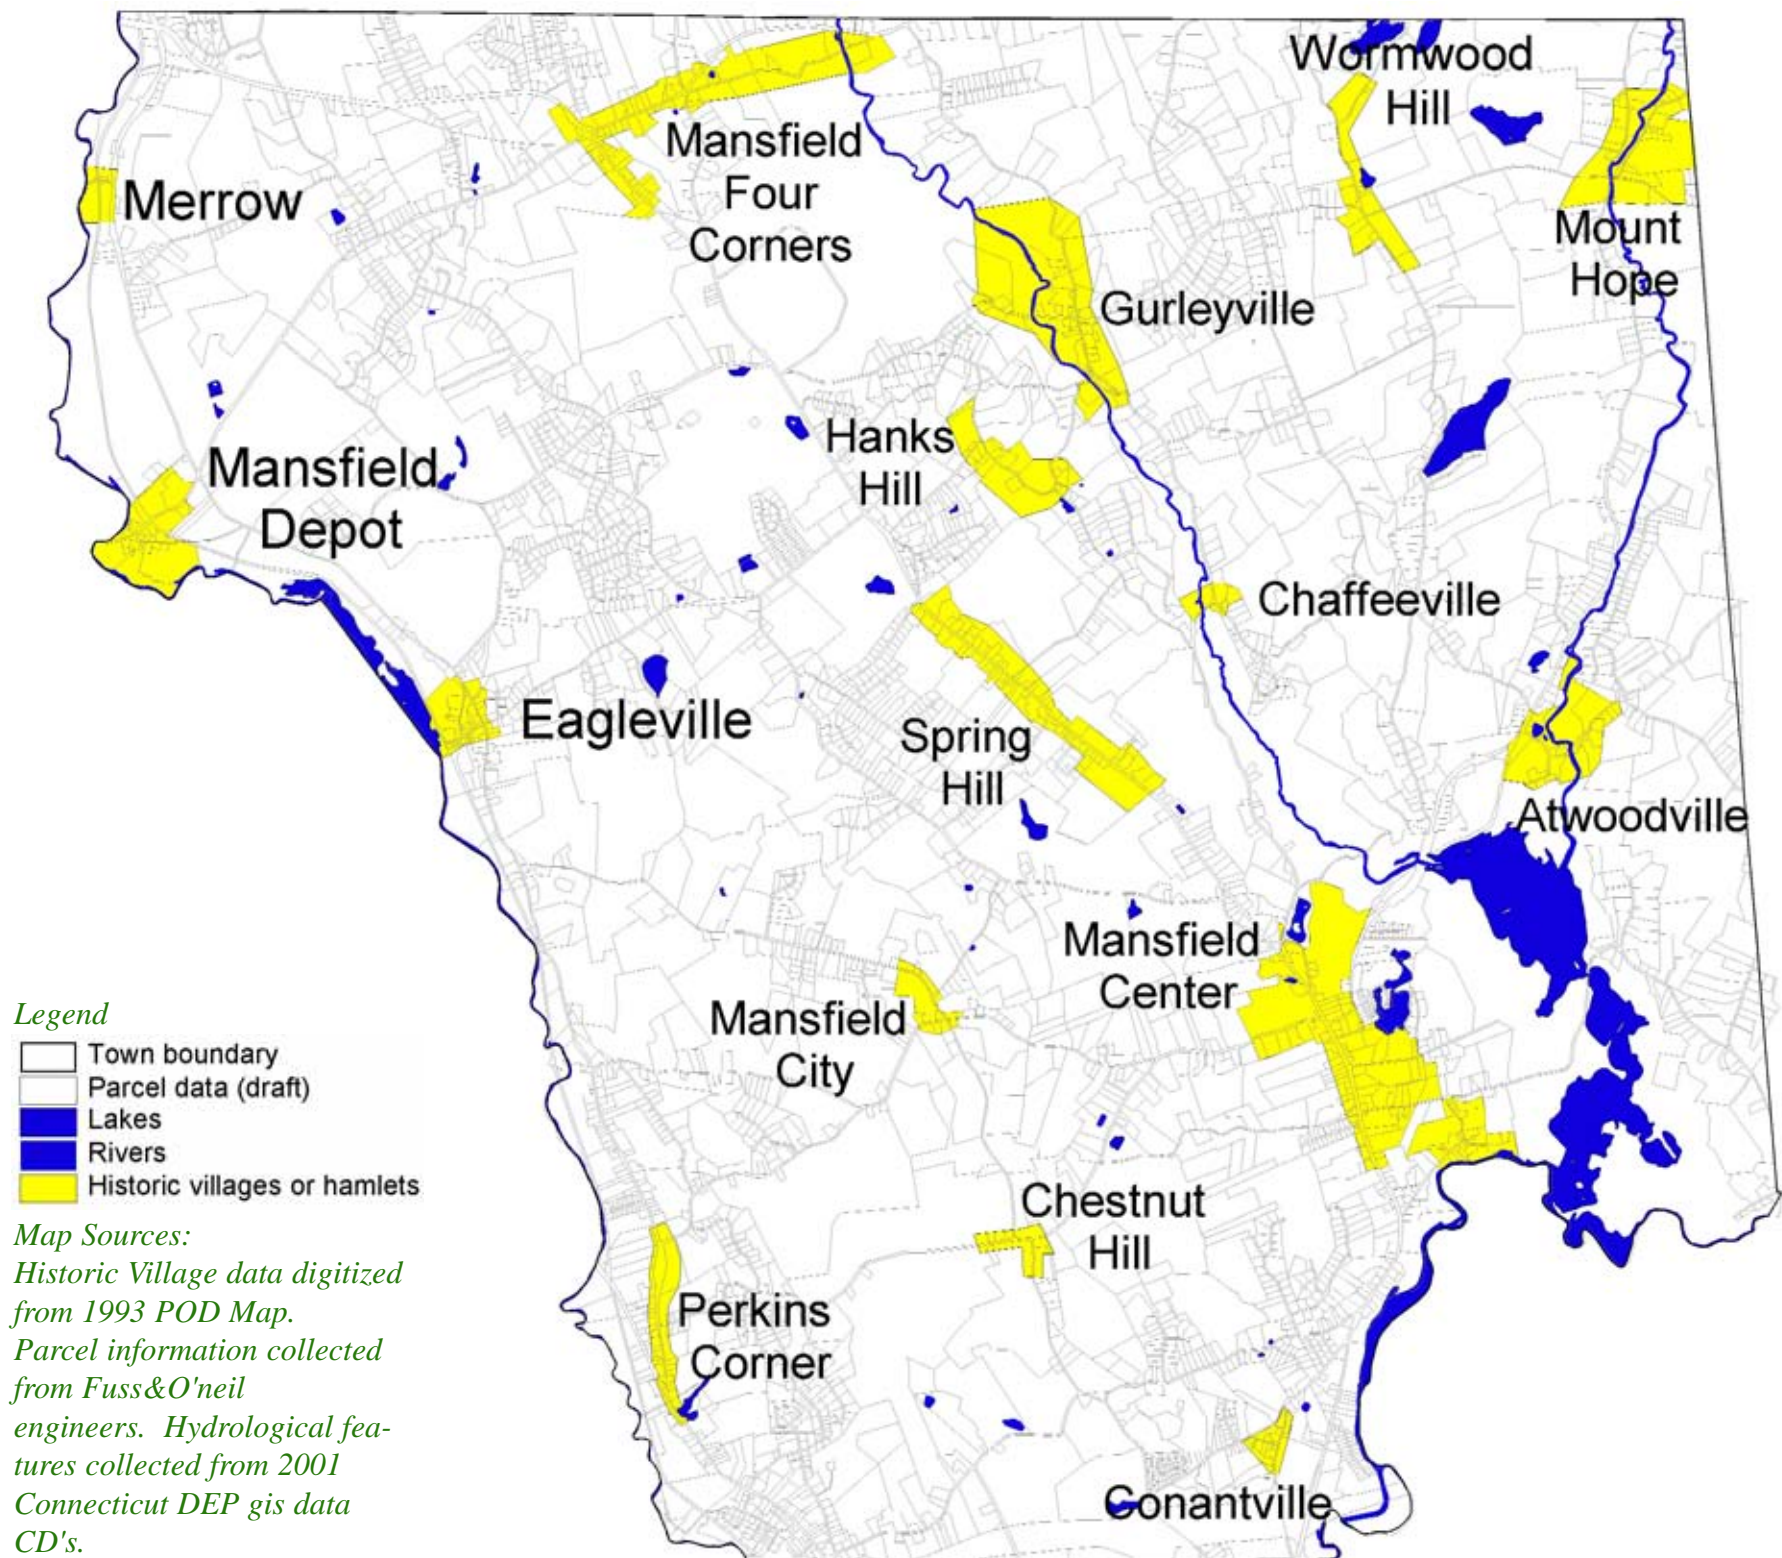 Wormwood
Hill
Mansfield
Four
Corners
Merrow
Mount
Hope
Gurleyville
Hanks
Hill
Mansfield
Depot
Chaffeeville
Eagleville
Spring
Hill
Atwoodville
Mansfield
Center
Mansfield
City
Legend
Town boundary
Parcel data (draft)
Lakes
Rivers
Historic villages or hamlets
Chestnut
Hill
Perkins
Corner
Conantville
Map Sources:
Historic Village data digitized
from 1993 POD Map.
Parcel information collected
from Fuss&O'neil
engineers.  Hydrological fea-
tures collected from 2001
Connecticut DEP gis data
CD's.